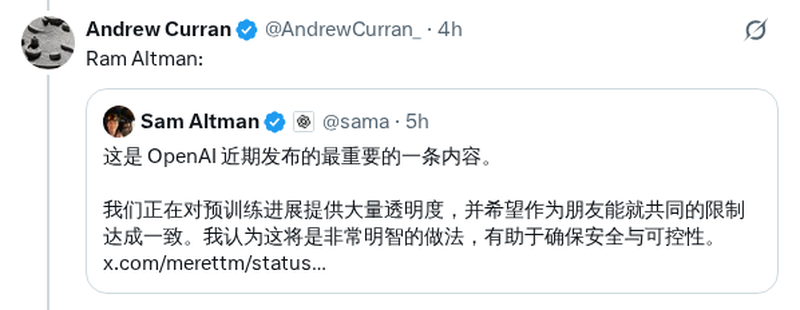 Andrew Curran @AndrewCurran_ · 4h
Ram Altman:
Sam Altman @sama · 5h
这是 OpenAI 近期发布的最重要的一条内容。
我们正在对预训练进展提供大量透明度，并希望作为朋友能就共同的限制
达成一致。我认为这将是非常明智的做法，有助于确保安全与可控性。
x.com/merettm/status...